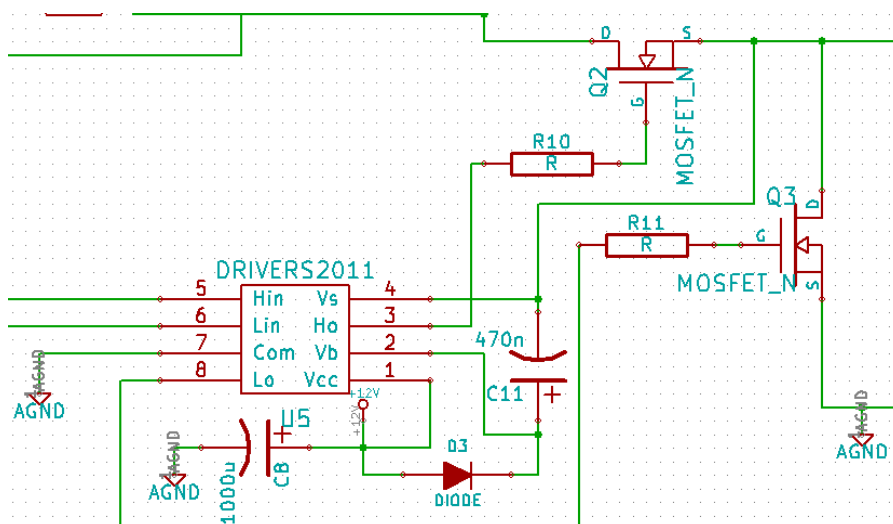 D
S
Q2
G
MOSFET_N
R10
R
Q3
D
R11
R
G
S
MOSFET_N
DRIVERS2011
5
Hin
Vs
4
6
Lin
Ho
3
7
Com
Vb
2
8
Lo
Vcc
1
470n
C11
+
AGND
AGND
+12V
+12V
U5
+
C8
1000u
AGND
AGND
D3
DIODE
AGND
AGND